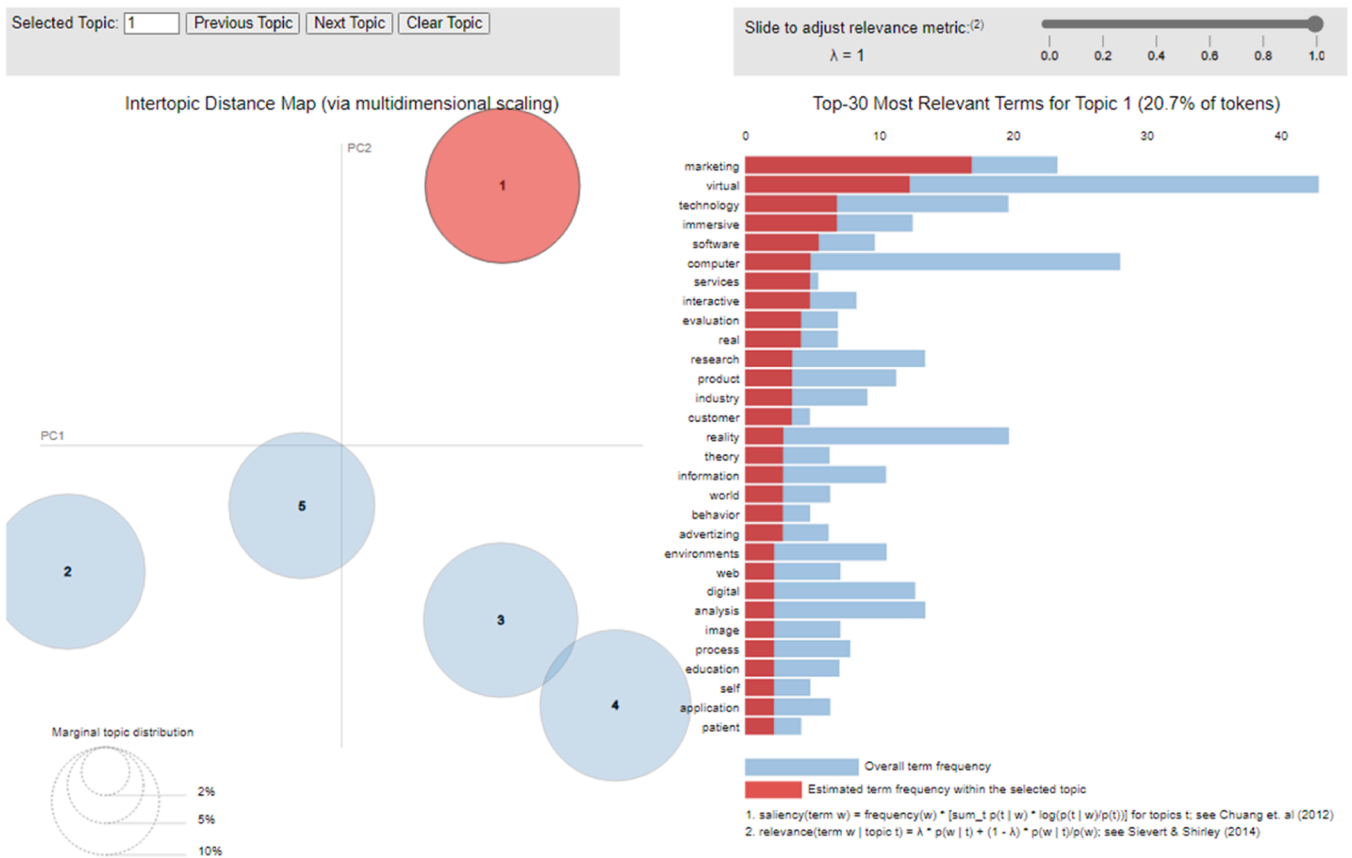 Selected Topic: 1 Previous Topic Next Topic Clear Topic
Slide to adjust relevance metric:(2)
λ = 1
0.0 0.2 0.4 0.6 0.8 1.0
Intertopic Distance Map (via multidimensional scaling)
PC2
PC1
1
2
5
3
4
Marginal topic distribution
2%
5%
10%
Top-30 Most Relevant Terms for Topic 1 (20.7% of tokens)
0 10 20 30 40
marketing
virtual
technology
immersive
software
computer
services
interactive
evaluation
real
research
product
industry
customer
reality
theory
information
world
behavior
advertizing
environments
web
digital
analysis
image
process
education
self
application
patient
Overall term frequency
Estimated term frequency within the selected topic
1. saliency(term w) = frequency(w) * [sum_t p(t | w) * log(p(t | w)/p(t))] for topics t; see Chuang et. al (2012)
2. relevance(term w | topic t) = λ * p(w | t) + (1 - λ) * p(w | t)/p(w); see Sievert & Shirley (2014)